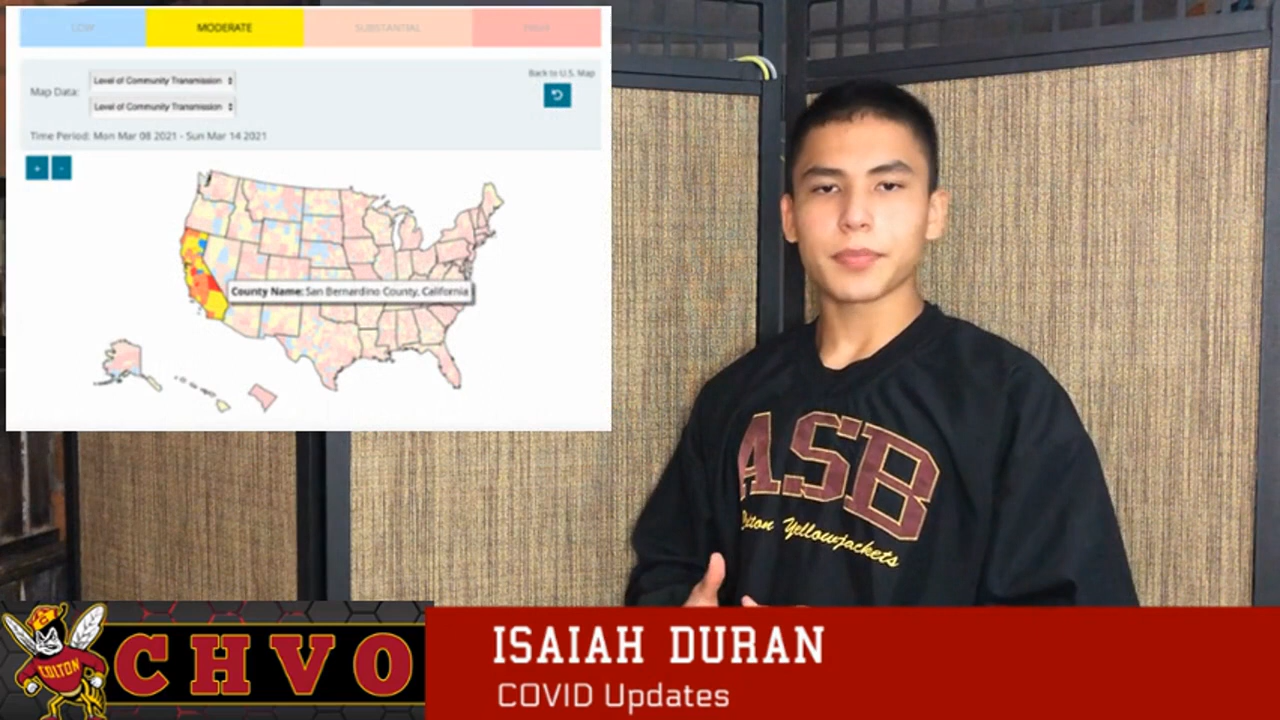 LOW
MODERATE
SUBSTANTIAL
HIGH
Back to U.S. Map
Map Data:
Level of Community Transmission
Level of Community Transmission
Time Period: Mon Mar 08 2021 - Sun Mar 14 2021
+ -
County Name: San Bernardino County, California
ASB
Yellowjackets
COLTON
CHVO
ISAIAH DURAN
COVID Updates